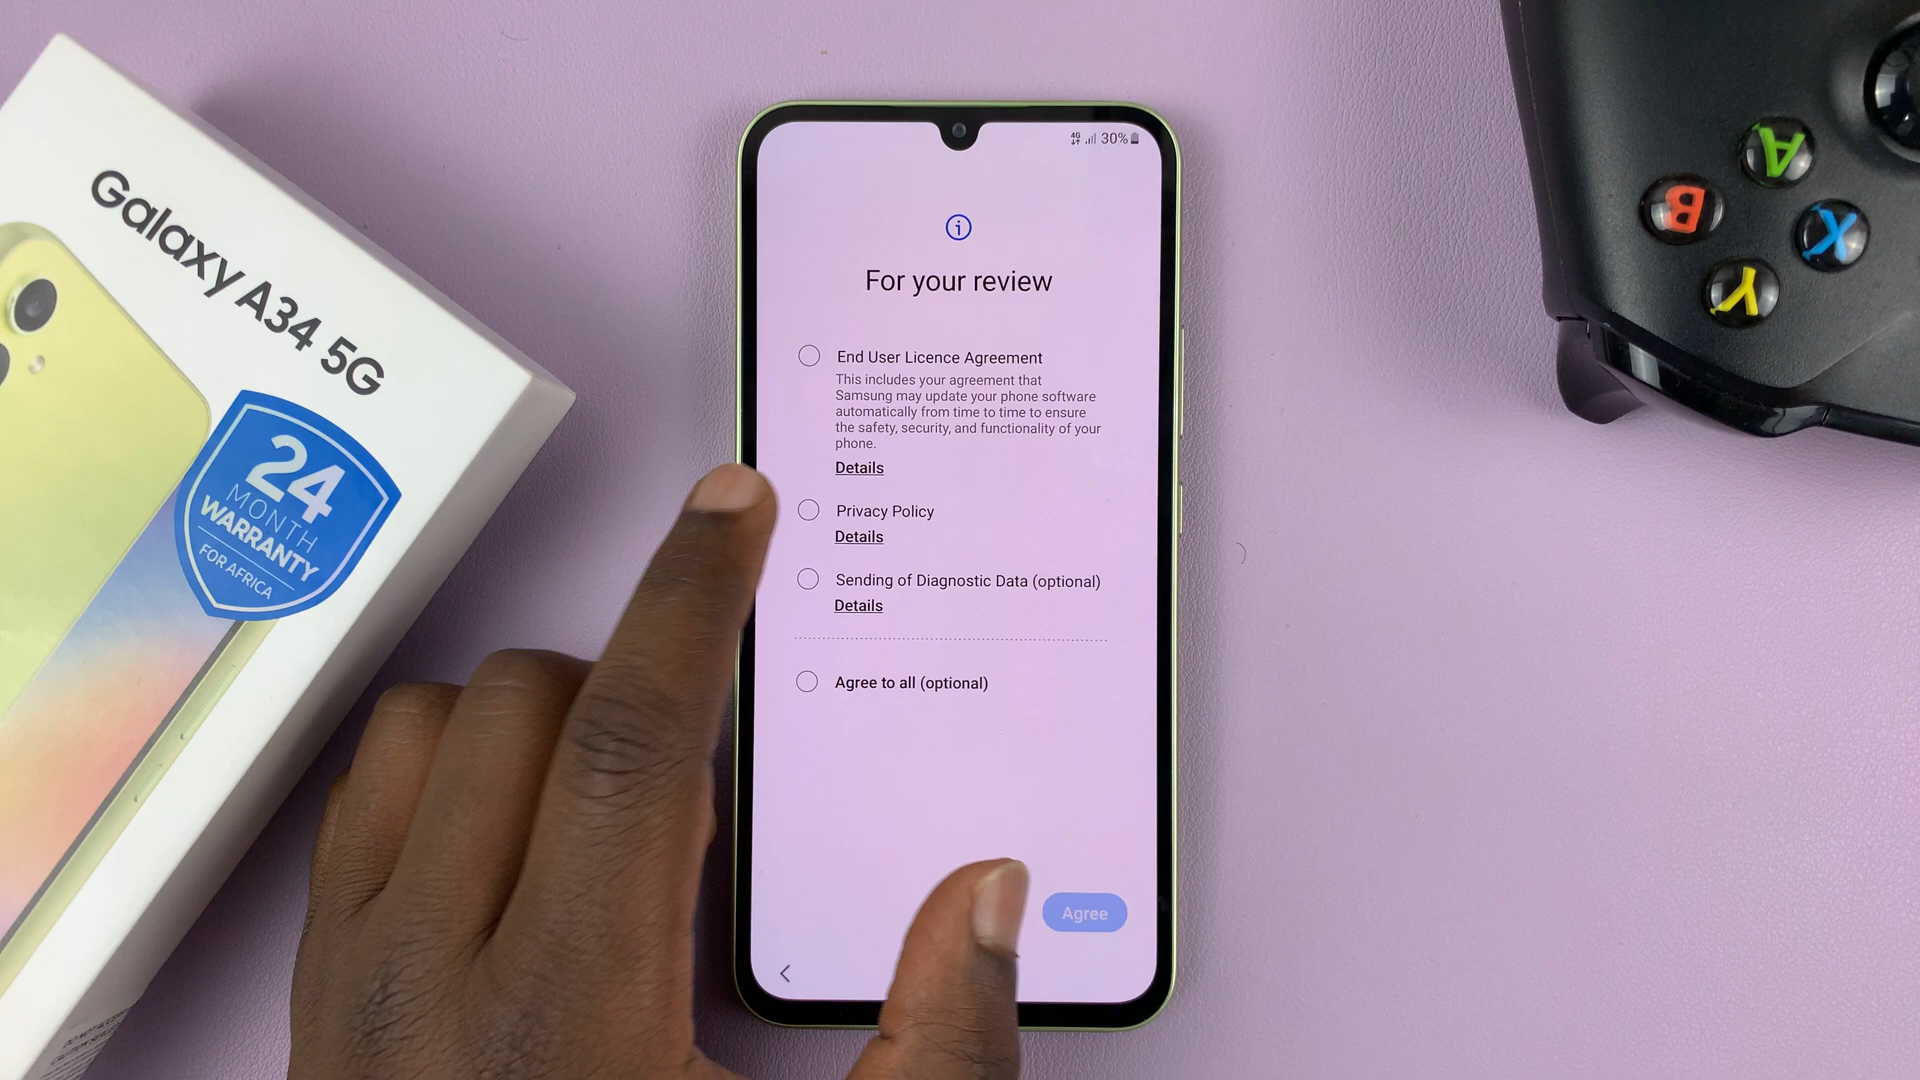 Galaxy A34 5G
24
MONTH
WARRANTY
FOR AFRICA
4G 30%
For your review
End User Licence Agreement
This includes your agreement that
Samsung may update your phone software
automatically from time to time to ensure
the safety, security, and functionality of your
phone.
Details
Privacy Policy
Details
Sending of Diagnostic Data (optional)
Details
Agree to all (optional)
Agree
A
B
X
Y